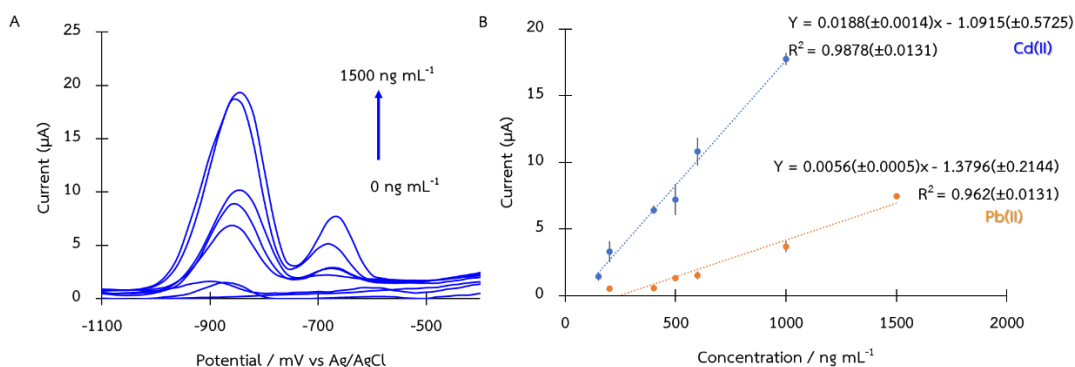 A
25
20
15
10
5
0
Current (µA)
1500 ng mL⁻¹
0 ng mL⁻¹
-1100
-900
-700
-500
Potential / mV vs Ag/AgCl
B
Y = 0.0188(±0.0014)x - 1.0915(±0.5725)
R² = 0.9878(±0.0131)
Cd(II)
20
15
10
5
0
Current (µA)
Y = 0.0056(±0.0005)x - 1.3796(±0.2144)
R² = 0.962(±0.0131)
Pb(II)
0
500
1000
1500
2000
Concentration / ng mL⁻¹